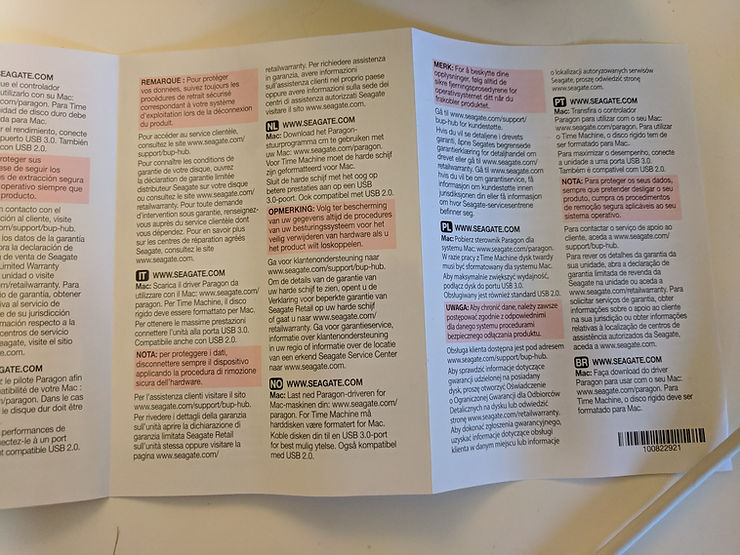 SEAGATE.COM
ue el controlador
utilizarlo con su Mac:
om/paragon. Para Time
idad de disco duro debe
da para Mac.
r el rendimiento, conecte
puerto USB 3.0. También
con USB 2.0.
roteger sus
ese de seguir los
s de extracción segura
operativo siempre que
producto.
n contacto con el
ción al cliente, visite
com/support/bup-hub.
los datos de la garantía
ra la declaración de
de venta de Seagate
Limited Warranty
unidad o visite
m/retailwarranty. Para
io de garantía, obtener
tiva al servicio de
e de su jurisdicción
rmación respecto a la
centros de servicio
eagate, visite el sitio
te.com.
GATE.COM
z le pilote Paragon afin
patibilité de votre Mac :
m/paragon. Dans le cas
le disque dur doit être
performances de
ectez-le à un port
nt compatible USB 2.0.
REMARQUE : Pour protéger
vos données, suivez toujours les
procédures de retrait sécurisé
correspondant à votre système
d'exploitation lors de la déconnexion
du produit.
Pour accéder au service clientèle,
consultez le site www.seagate.com/
support/bup-hub.
Pour connaître les conditions de
garantie de votre disque, ouvrez
la déclaration de garantie limitée
distributeur Seagate sur votre disque
ou consultez le site www.seagate.com/
retailwarranty. Pour toute demande
d'intervention sous garantie, renseignez-
vous auprès du service clientèle dont
vous dépendez. Pour en savoir plus
sur les centres de réparation agréés
Seagate, consultez le site
www.seagate.com.
IT WWW.SEAGATE.COM
Mac: Scarica il driver Paragon da
utilizzare con il Mac: www.seagate.com/
paragon. Per Time Machine, il disco
rigido deve essere formattato per Mac.
Per ottenere le massime prestazioni
connettere l'unità alla porta USB 3.0.
Compatibile anche con USB 2.0.
NOTA: per proteggere i dati,
disconnettere sempre il dispositivo
applicando la procedura di rimozione
sicura dell'hardware.
Per l'assistenza clienti visitare il sito
www.seagate.com/support/bup-hub.
Per rivedere i dettagli della garanzia
sull'unità aprire la dichiarazione di
garanzia limitata Seagate Retail
sull'unità stessa oppure visitare la
pagina www.seagate.com/
retailwarranty. Per richiedere assistenza
in garanzia, avere informazioni
sull'assistenza clienti nel proprio paese
oppure avere informazioni sulla sede dei
centri di assistenza autorizzati Seagate
visitare il sito www.seagate.com.
NL WWW.SEAGATE.COM
Mac: Download het Paragon-
stuurprogramma om te gebruiken met
uw Mac: www.seagate.com/paragon.
Voor Time Machine moet de harde schijf
zijn geformatteerd voor Mac.
Sluit de harde schijf met het oog op
betere prestaties aan op een USB
3.0-poort. Ook compatibel met USB 2.0.
OPMERKING: Volg ter bescherming
van uw gegevens altijd de procedures
van uw besturingssysteem voor het
veilig verwijderen van hardware als u
het product wilt loskoppelen.
Ga voor klantenondersteuning naar
www.seagate.com/support/bup-hub.
Om de details van de garantie van
uw harde schijf te zien, opent u de
Verklaring voor beperkte garantie van
Seagate Retail op uw harde schijf
of gaat u naar www.seagate.com/
retailwarranty. Ga voor garantieservice,
informatie over klantenondersteuning
in uw regio of informatie over de locatie
van een erkend Seagate Service Center
naar www.seagate.com.
NO WWW.SEAGATE.COM
Mac: Last ned Paragon-driveren for
Mac-maskinen din: www.seagate.com/
paragon. For Time Machine må
harddisken være formatert for Mac.
Koble disken din til en USB 3.0-port
for best mulig ytelse. Også kompatibel
med USB 2.0.
MERK: For å beskytte dine
opplysninger, følg alltid de
sikre fjerningsprosedyrene for
operativsystemet ditt når du
frakobler produktet.
Gå til www.seagate.com/support/
bup-hub for kundestøtte.
Hvis du vil se detaljene i drevets
garanti, åpne Seagates begrensede
garantierklæring for detaljhandel om
drevet eller gå til www.seagate.com/
retailwarranty. Gå til www.seagate.com
hvis du vil be om garantiservice, få
informasjon om kundestøtte innen
jurisdiksjonen din eller få informasjon
om hvor Seagate-servicesentrene
befinner seg.
PL WWW.SEAGATE.COM
Mac: Pobierz sterownik Paragon dla
systemu Mac: www.seagate.com/paragon.
W razie pracy z Time Machine dysk twardy
musi być sformatowany dla systemu Mac.
Aby maksymalnie zwiększyć wydajność,
podłącz dysk do portu USB 3.0.
Obsługiwany jest również standard USB 2.0.
UWAGA: Aby chronić dane, należy zawsze
postępować zgodnie z odpowiednimi
dla danego systemu procedurami
bezpiecznego odłączania produktu.
Obsługa klienta dostępna jest pod adresem
www.seagate.com/support/bup-hub.
Aby sprawdzić informacje dotyczące
gwarancji udzielonej na posiadany
dysk, proszę otworzyć Oświadczenie
o Ograniczonej Gwarancji dla Odbiorców
Detalicznych na dysku lub odwiedzić
stronę www.seagate.com/retailwarranty.
Aby dokonać zgłoszenia gwarancyjnego,
uzyskać informacje dotyczące obsługi
klienta w danym miejscu lub informacje
o lokalizacji autoryzowanych serwisów
Seagate, proszę odwiedzić stronę
www.seagate.com.
PT WWW.SEAGATE.COM
Mac: Transfira o controlador
Paragon para utilizar com o seu Mac:
www.seagate.com/paragon. Para utilizar
o Time Machine, o disco rígido tem de
ser formatado para Mac.
Para maximizar o desempenho, conecte
a unidade a uma porta USB 3.0.
Também é compatível com USB 2.0.
NOTA: Para proteger os seus dados,
sempre que pretender desligar o seu
produto, cumpra os procedimentos
de remoção segura aplicáveis ao seu
sistema operativo.
Para contactar o serviço de apoio ao
cliente, aceda a www.seagate.com/
support/bup-hub.
Para rever os detalhes da garantia da
sua unidade, abra a declaração de
garantia limitada de revenda da
Seagate na unidade ou aceda a
www.seagate.com/retailwarranty. Para
solicitar serviços de garantia, obter
informações sobre o apoio ao cliente
na sua jurisdição ou obter informações
relativas à localização de centros de
assistência autorizados da Seagate,
aceda a www.seagate.com.
BR WWW.SEAGATE.COM
Mac: Faça download do driver
Paragon para usar com o seu Mac:
www.seagate.com/paragon. Para
Time Machine, o disco rígido deve ser
formatado para Mac.
100822921